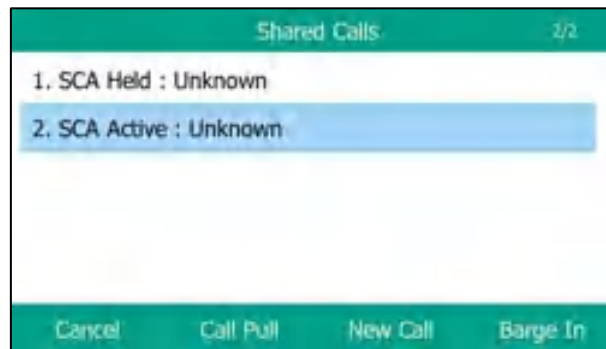 Shared Calls 2/2
1. SCA Held : Unknown
2. SCA Active : Unknown
Cancel Call Pull New Call Barge In